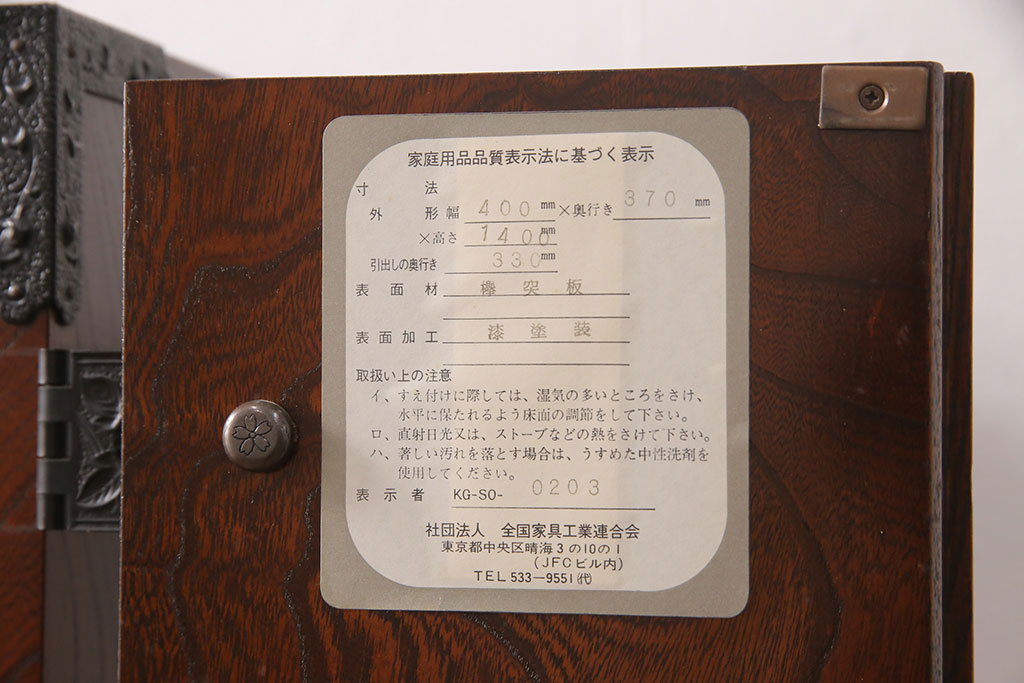 家庭用品品質表示法に基づく表示
寸法
外形幅 400mm×奥行き 370mm
×高さ 1400mm
引出しの奥行き 330mm
表面材 欅突板
表面加工 漆塗装
取扱い上の注意
イ、すえ付けに際しては、湿気の多いところをさけ、
水平に保たれるよう床面の調節をして下さい。
ロ、直射日光又は、ストーブなどの熱をさけて下さい。
ハ、著しい汚れを落とす場合は、うすめた中性洗剤を
使用してください。
表示者 KG-SO- 0203
社団法人 全国家具工業連合会
東京都中央区晴海3の10の1
(JFCビル内)
TEL 533-9551(代)